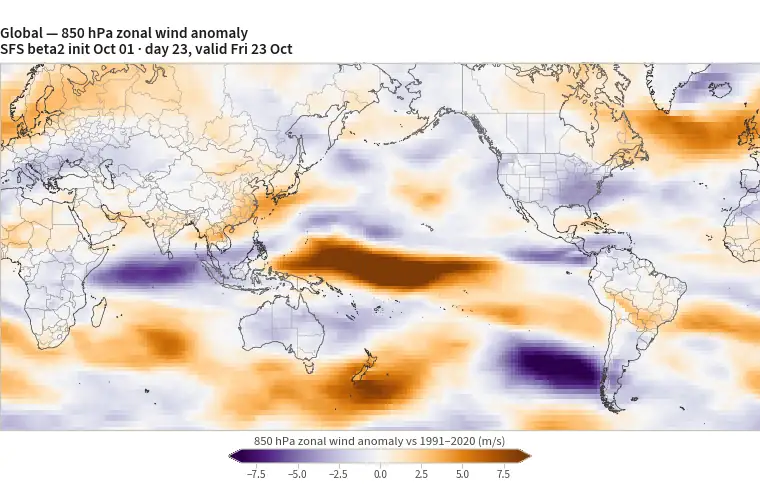 Global — 850 hPa zonal wind anomaly
SFS beta2 init Oct 01 · day 23, valid Fri 23 Oct
850 hPa zonal wind anomaly vs 1991–2020 (m/s)
−7.5 −5.0 −2.5 0.0 2.5 5.0 7.5